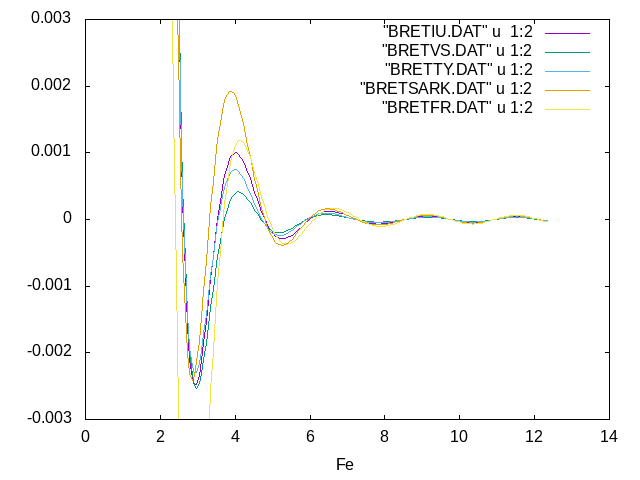 0.003
0.002
0.001
0
-0.001
-0.002
-0.003
"BRETIU.DAT" u  1:2
"BRETVS.DAT" u 1:2
"BRETTY.DAT" u 1:2
"BRETSARK.DAT" u 1:2
"BRETFR.DAT" u 1:2
0 2 4 6 8 10 12 14
Fe